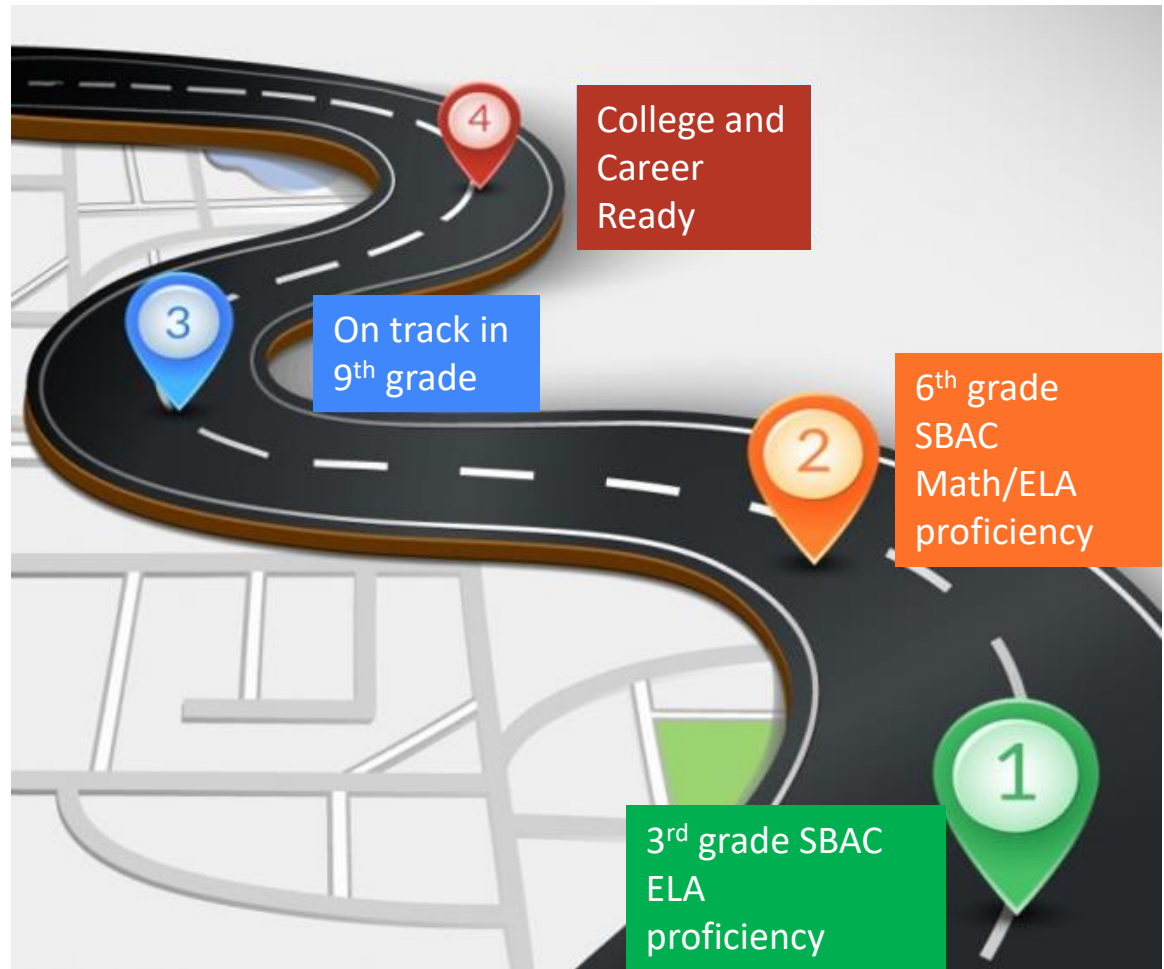 4
College and
Career
Ready
3
On track in
9th grade
2
6th grade
SBAC
Math/ELA
proficiency
1
3rd grade SBAC
ELA
proficiency